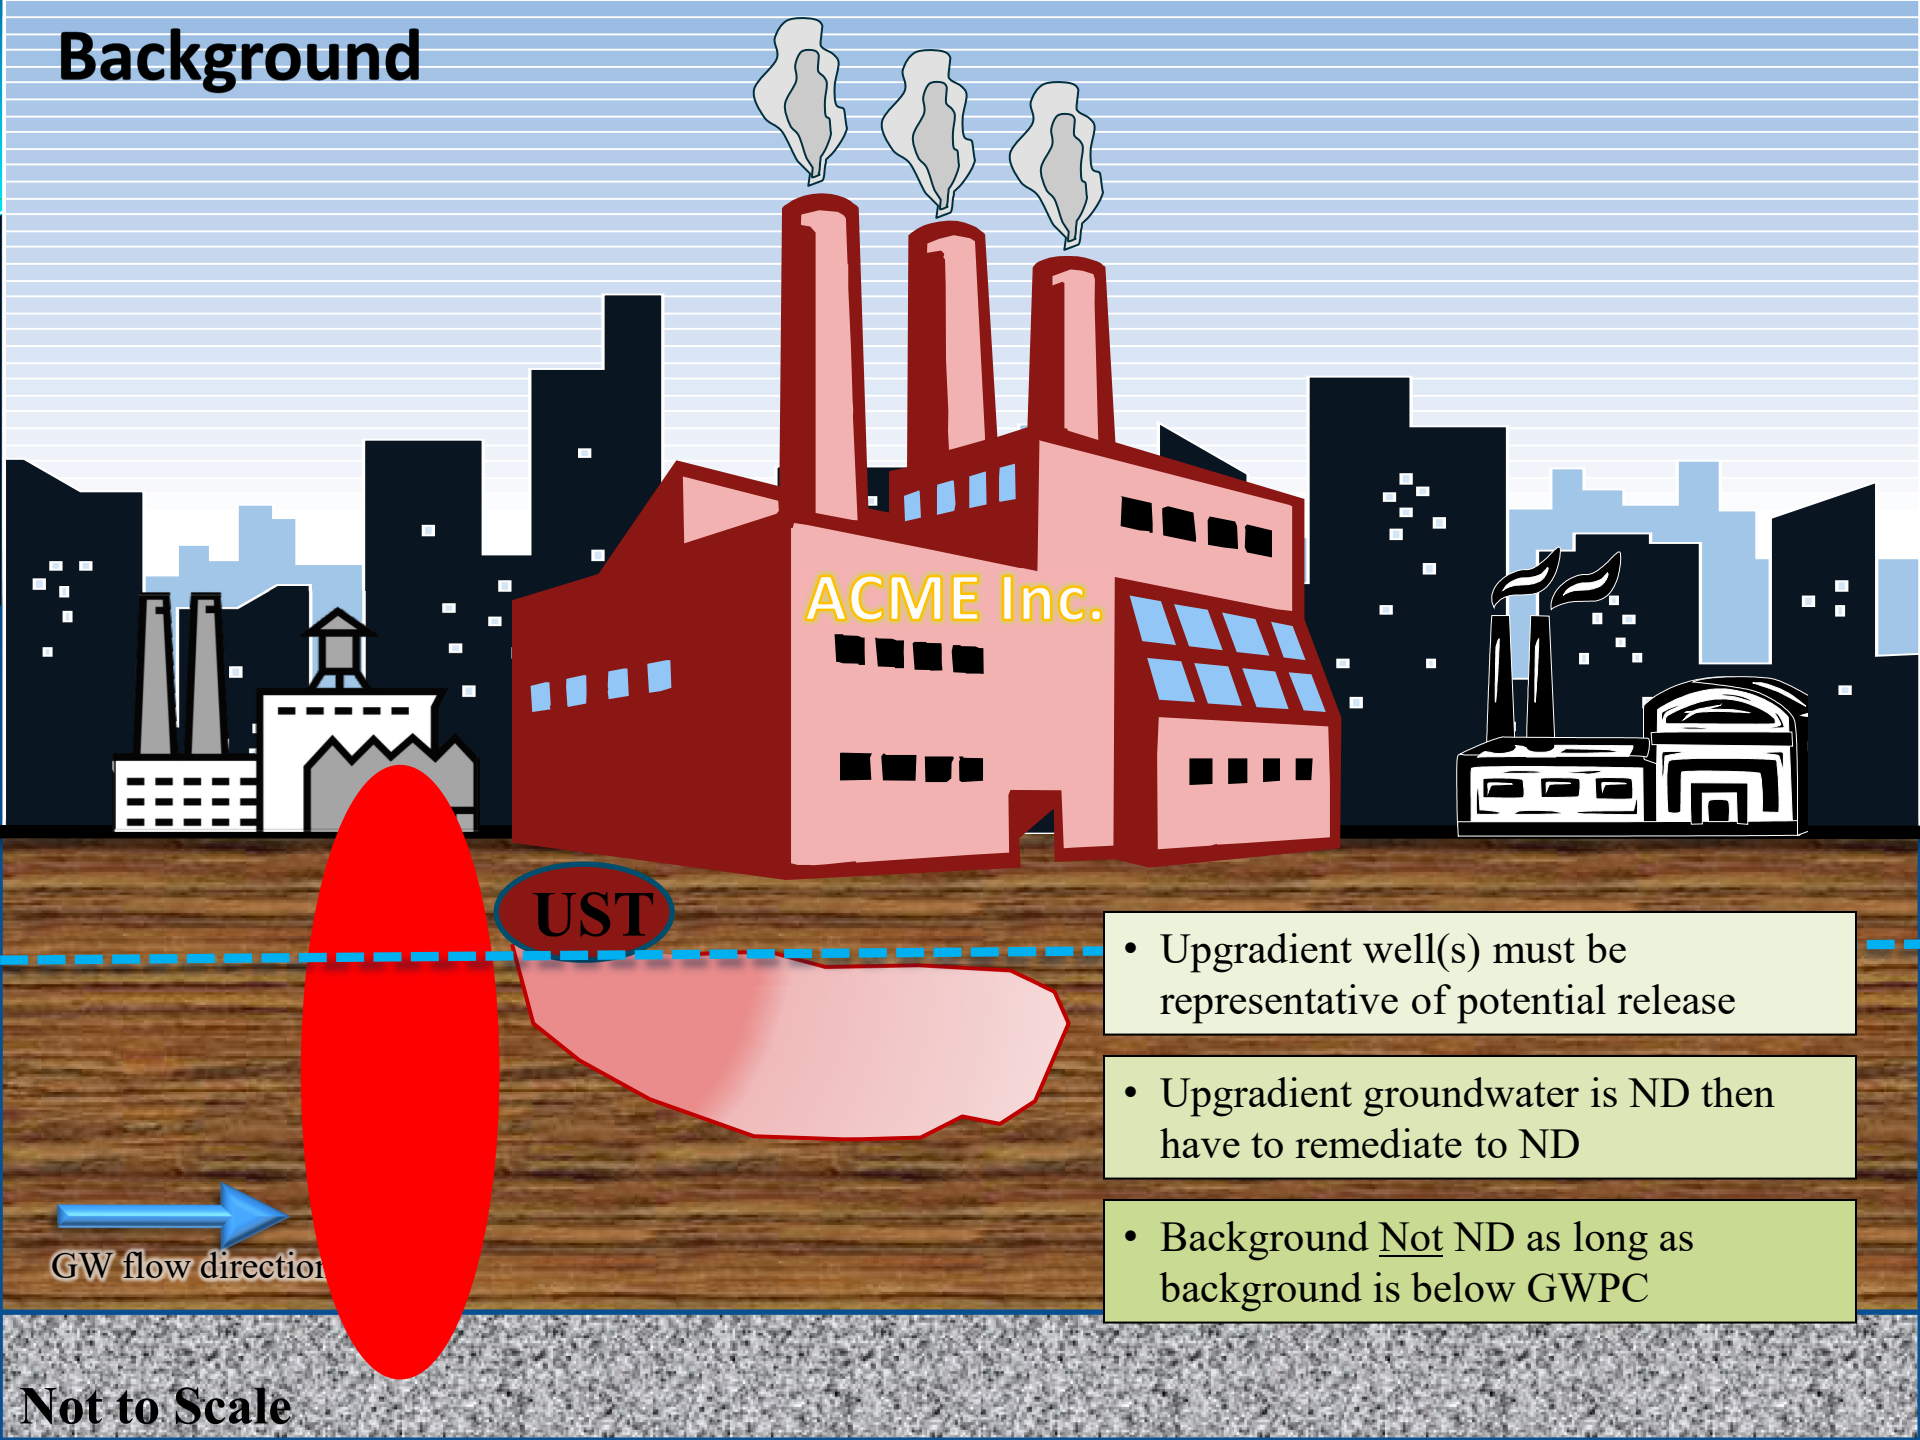 Background
ACME Inc.
UST
• Upgradient well(s) must be
representative of potential release
• Upgradient groundwater is ND then
have to remediate to ND
• Background Not ND as long as
background is below GWPC
GW flow direction
Not to Scale